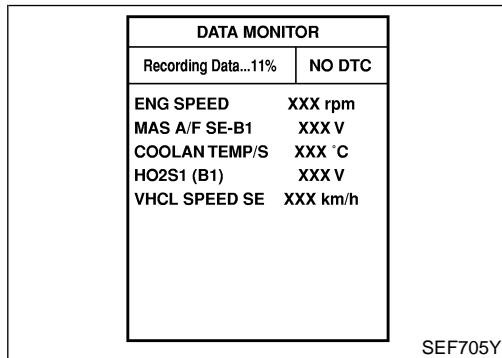 DATA MONITOR
Recording Data...11% NO DTC
ENG SPEED XXX rpm
MAS A/F SE-B1 XXX V
COOLAN TEMP/S XXX °C
HO2S1 (B1) XXX V
VHCL SPEED SE XXX km/h
SEF705Y